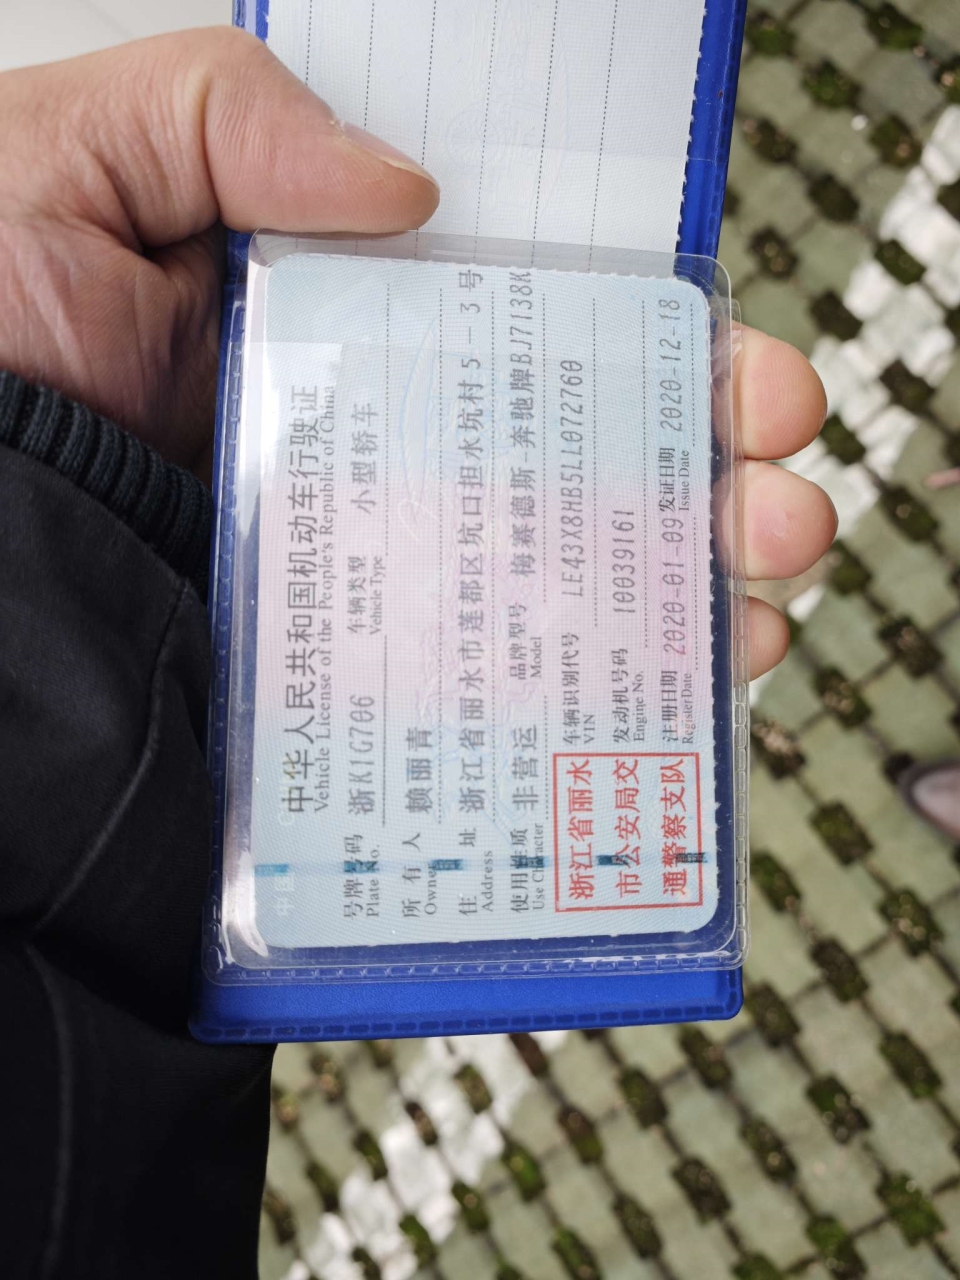 中华人民共和国机动车行驶证
Vehicle License of the People's Republic of China
号牌号码 浙K1G706 车辆类型 小型轿车
Plate No. Vehicle Type
所有人 赖丽青
Owner
住址 浙江省丽水市莲都区坑口担水坑村5-3号
Address
使用性质 非营运 品牌型号 梅赛德斯-奔驰牌BJ7138K
Use Character Model
浙江省丽水
市公安局交
通警察支队
车辆识别代号 LE43X8HB5LL072760
VIN
发动机号码 10039161
Engine No.
注册日期 2020-01-09 发证日期 2020-12-18
Register Date Issue Date